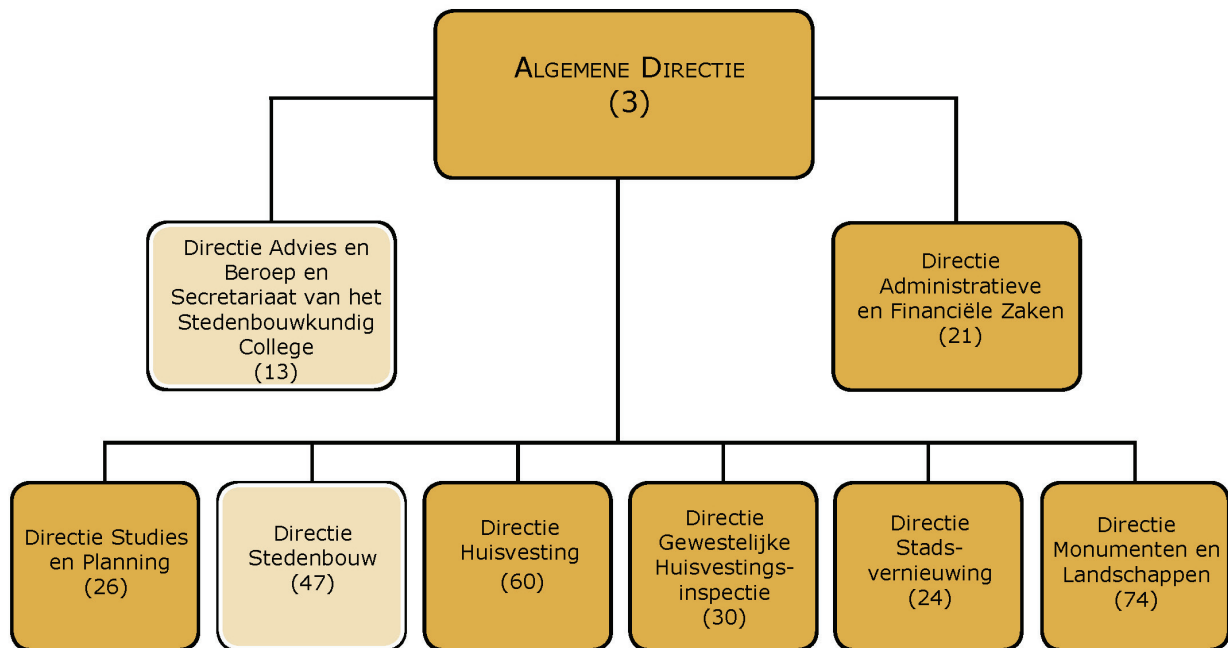 ALGEMENE DIRECTIE
(3)
Directie Advies en
Beroep en
Secretariaat van het
Stedenbouwkundig
College
(13)
Directie
Administratieve
en Financiële Zaken
(21)
Directie Studies
en Planning
(26)
Directie
Stedenbouw
(47)
Directie
Huisvesting
(60)
Directie
Gewestelijke
Huisvestings-
inspectie
(30)
Directie
Stads-
vernieuwing
(24)
Directie
Monumenten en
Landschappen
(74)